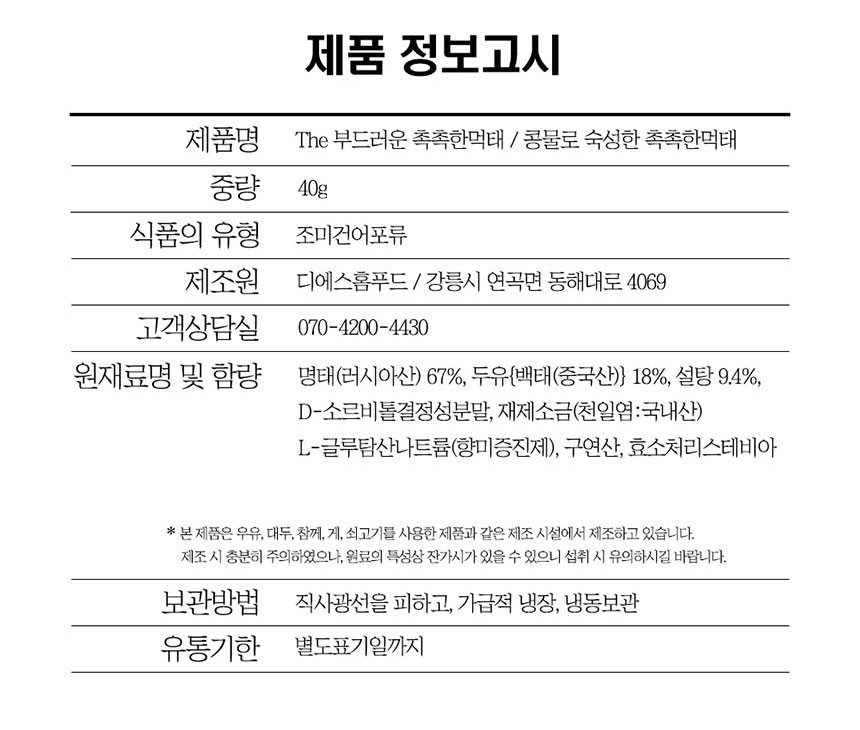 제품 정보고시
제품명 The 부드러운 촉촉한먹태 / 콩물로 숙성한 촉촉한먹태
중량 40g
식품의 유형 조미건어포류
제조원 디에스홈푸드 / 강릉시 연곡면 동해대로 4069
고객상담실 070-4200-4430
원재료명 및 함량 명태(러시아산) 67%, 두유{백태(중국산)} 18%, 설탕 9.4%,
D-소르비톨결정성분말, 재제소금(천일염:국내산)
L-글루탐산나트륨(향미증진제), 구연산, 효소처리스테비아
* 본 제품은 우유, 대두, 참깨, 게, 쇠고기를 사용한 제품과 같은 제조 시설에서 제조하고 있습니다.
제조 시 충분히 주의하였으나, 원료의 특성상 잔가시가 있을 수 있으니 섭취 시 유의하시길 바랍니다.
보관방법 직사광선을 피하고, 가급적 냉장, 냉동보관
유통기한 별도표기일까지